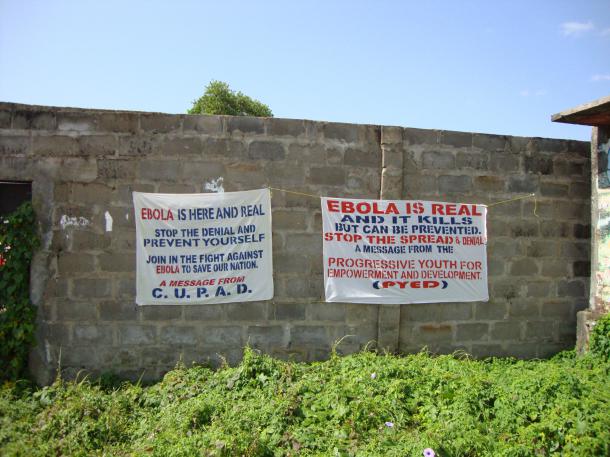 EBOLA IS HERE AND REAL
STOP THE DENIAL AND
PREVENT YOURSELF
JOIN IN THE FIGHT AGAINST
EBOLA TO SAVE OUR NATION.
A MESSAGE FROM
C. U. P. A. D.
EBOLA IS REAL
AND IT KILLS
BUT CAN BE PREVENTED.
STOP THE SPREAD & DENIAL
A MESSAGE FROM THE
PROGRESSIVE YOUTH FOR
EMPOWERMENT AND DEVELOPMENT.
(PYED)